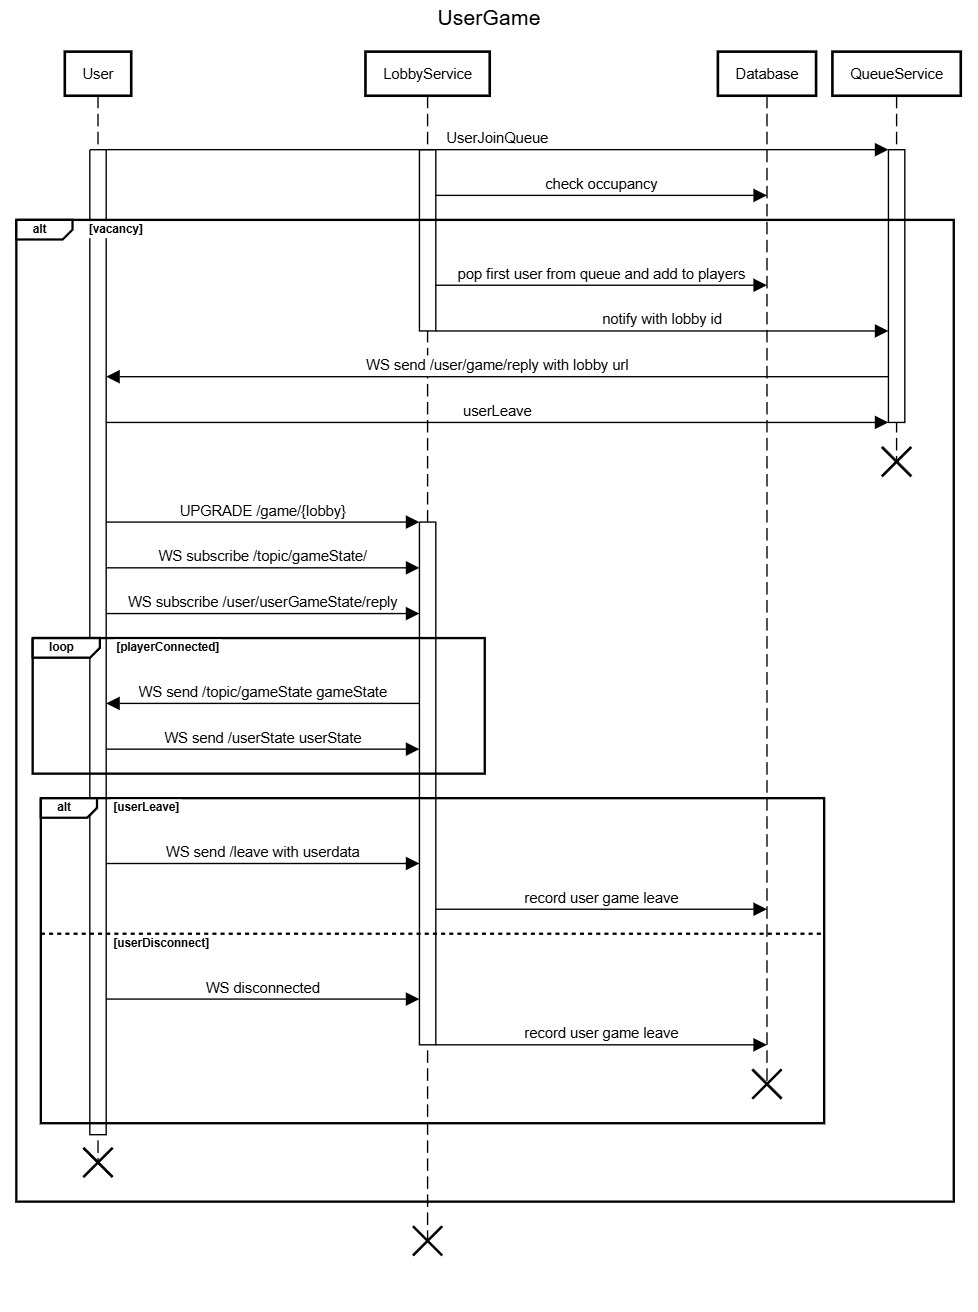 UserGame
User
LobbyService
Database
QueueService
UserJoinQueue
check occupancy
alt
[vacancy]
pop first user from queue and add to players
notify with lobby id
WS send /user/game/reply with lobby url
userLeave
UPGRADE /game/{lobby}
WS subscribe /topic/gameState/
WS subscribe /user/userGameState/reply
loop
[playerConnected]
WS send /topic/gameState gameState
WS send /userState userState
alt
[userLeave]
WS send /leave with userdata
record user game leave
[userDisconnect]
WS disconnected
record user game leave